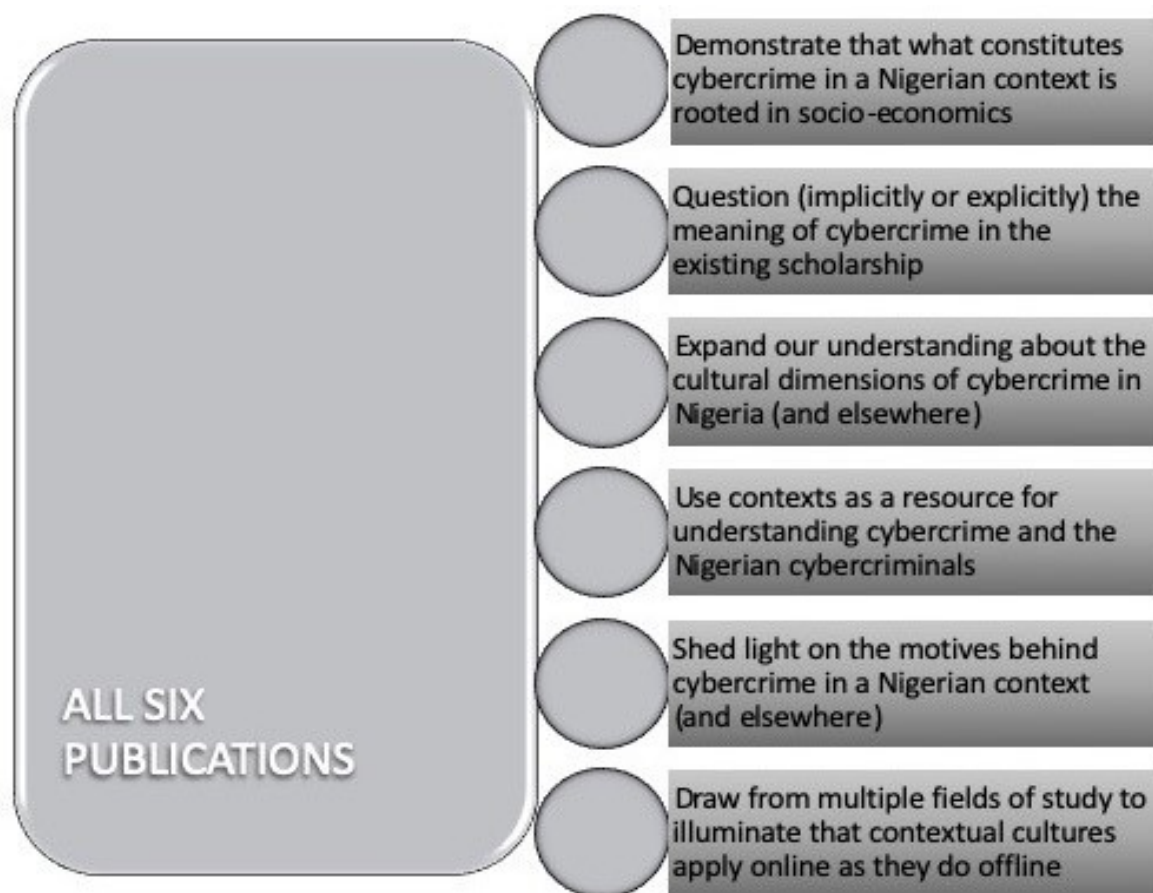 ALL SIX
PUBLICATIONS
Demonstrate that what constitutes
cybercrime in a Nigerian context is
rooted in socio-economics
Question (implicitly or explicitly) the
meaning of cybercrime in the
existing scholarship
Expand our understanding about the
cultural dimensions of cybercrime in
Nigeria (and elsewhere)
Use contexts as a resource for
understanding cybercrime and the
Nigerian cybercriminals
Shed light on the motives behind
cybercrime in a Nigerian context
(and elsewhere)
Draw from multiple fields of study to
illuminate that contextual cultures
apply online as they do offline